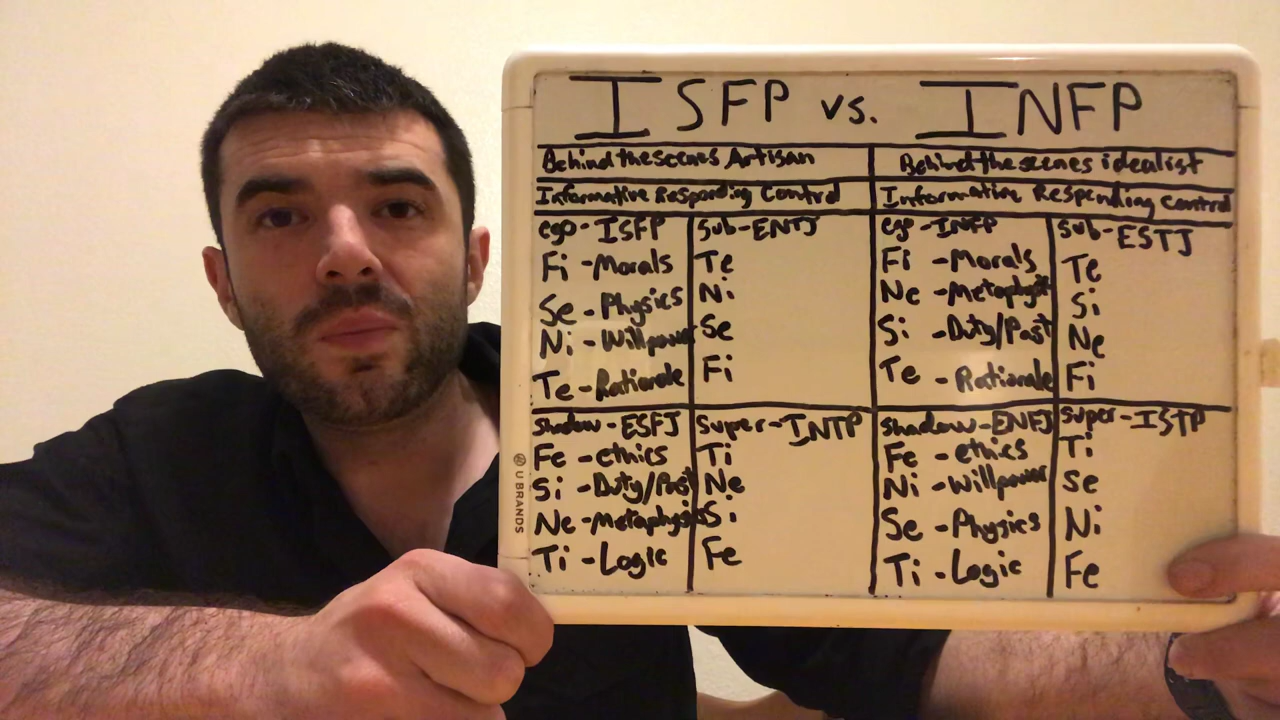 ISFP vs. INFP
Behind the scenes Artisan
Behind the scenes idealist
Informative Responding Control
Informative Responding Control
ego - ISFP
Fi - Morals
Se - Physics
Ni - Willpower
Te - Rationale
sub - ENTJ
Te
Ni
Se
Fi
ego - INFP
Fi - Morals
Ne - Metaphysics
Si - Duty/Past
Te - Rationale
sub - ESTJ
Te
Si
Ne
Fi
shadow - ESFJ
Fe - ethics
Si - Duty/Past
Ne - Metaphysics
Ti - Logic
super - INTP
Ti
Ne
Si
Fe
shadow - ENFJ
Fe - ethics
Ni - Willpower
Se - Physics
Ti - Logic
super - ISTP
Ti
Se
Ni
Fe
U BRANDS